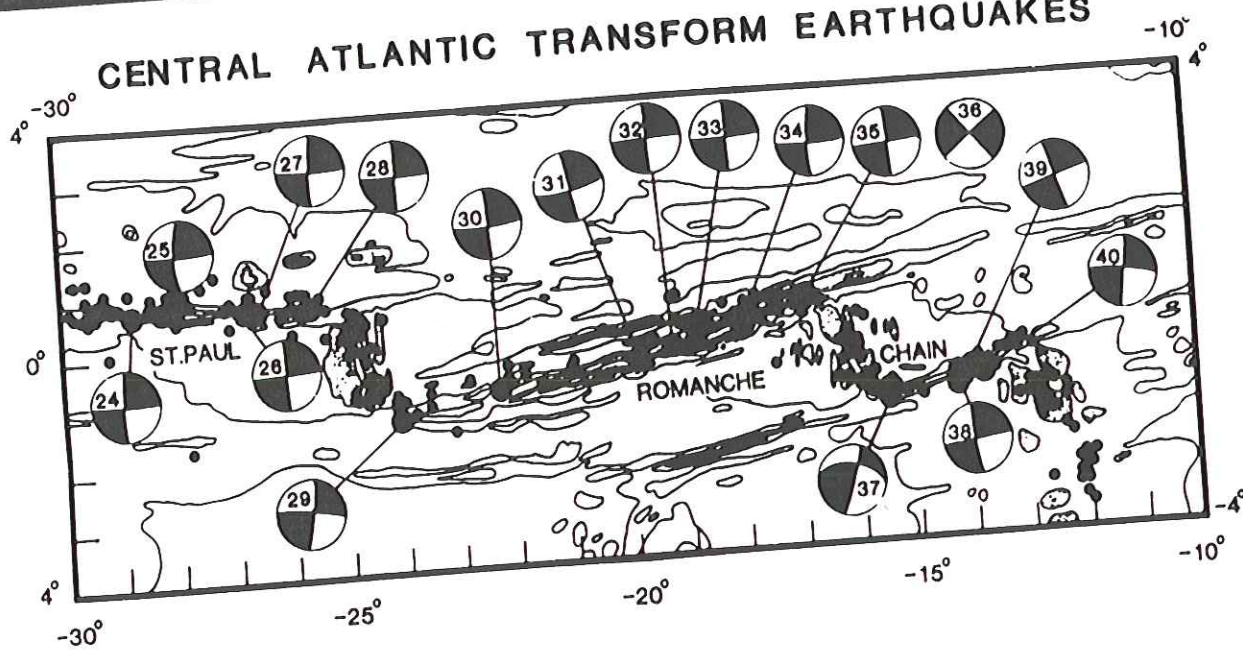 CENTRAL ATLANTIC TRANSFORM EARTHQUAKES
-30° -10°
4° 4°
32 33 34 35 36
27 28 31 39
30
25 40
ST.PAUL
0° CHAIN
26 ROMANCHE
24
38
29 37
-4°
4°
-30° -25° -20° -15° -10°